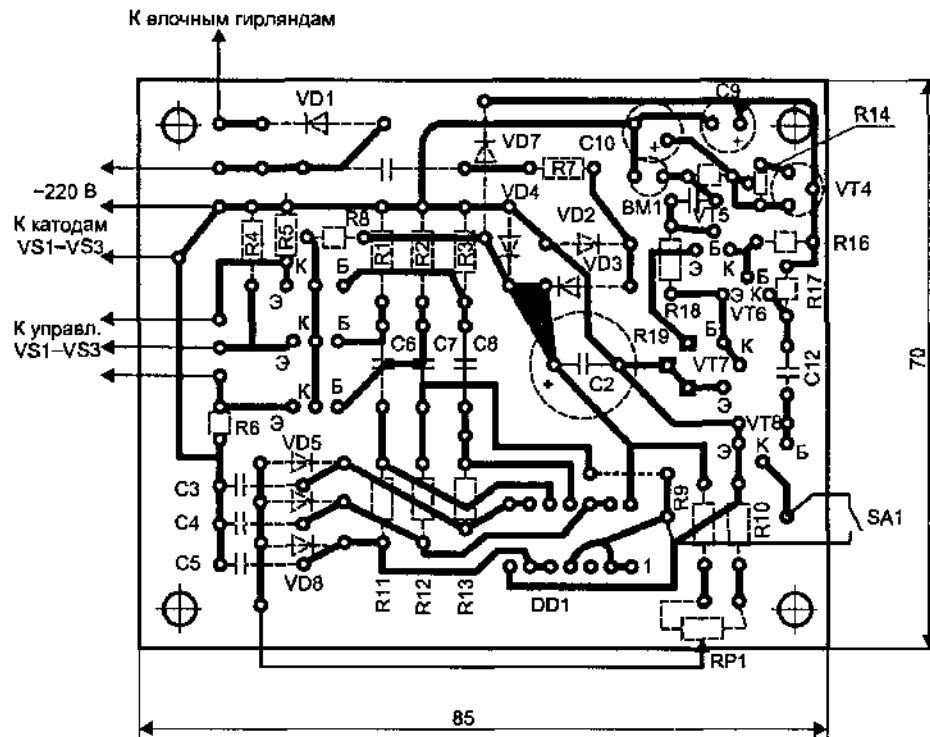 К елочным гирляндам
VD1
C9
R14
C10
VD7
R7
VT4
~220 В
VD4
BM1
VT5
К катодам
VS1–VS3
R4
R5
R8
R1
R2
R3
VD2
VD3
Б
Э
К
Б
R16
R17
К
Б
Э
R18
Э
К
VT6
К управл.
VS1–VS3
Э
К
Б
C6
C7
C8
R19
Б
VT7
К
C12
+
C2
Э
Э
К
Б
R6
VT8
Э
К
Б
VD5
C3
C4
C5
VD8
R11
R12
R13
R9
R10
SA1
DD1
1
RP1
85
70